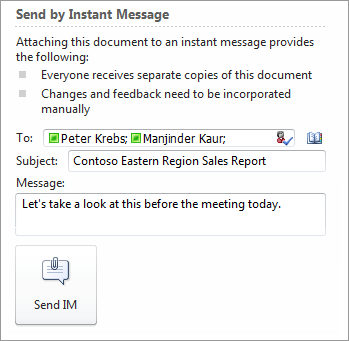 Send by Instant Message
Attaching this document to an instant message provides
the following:
Everyone receives separate copies of this document
Changes and feedback need to be incorporated
manually
To: Peter Krebs; Manjinder Kaur;
Subject: Contoso Eastern Region Sales Report
Message:
Let's take a look at this before the meeting today.
Send IM